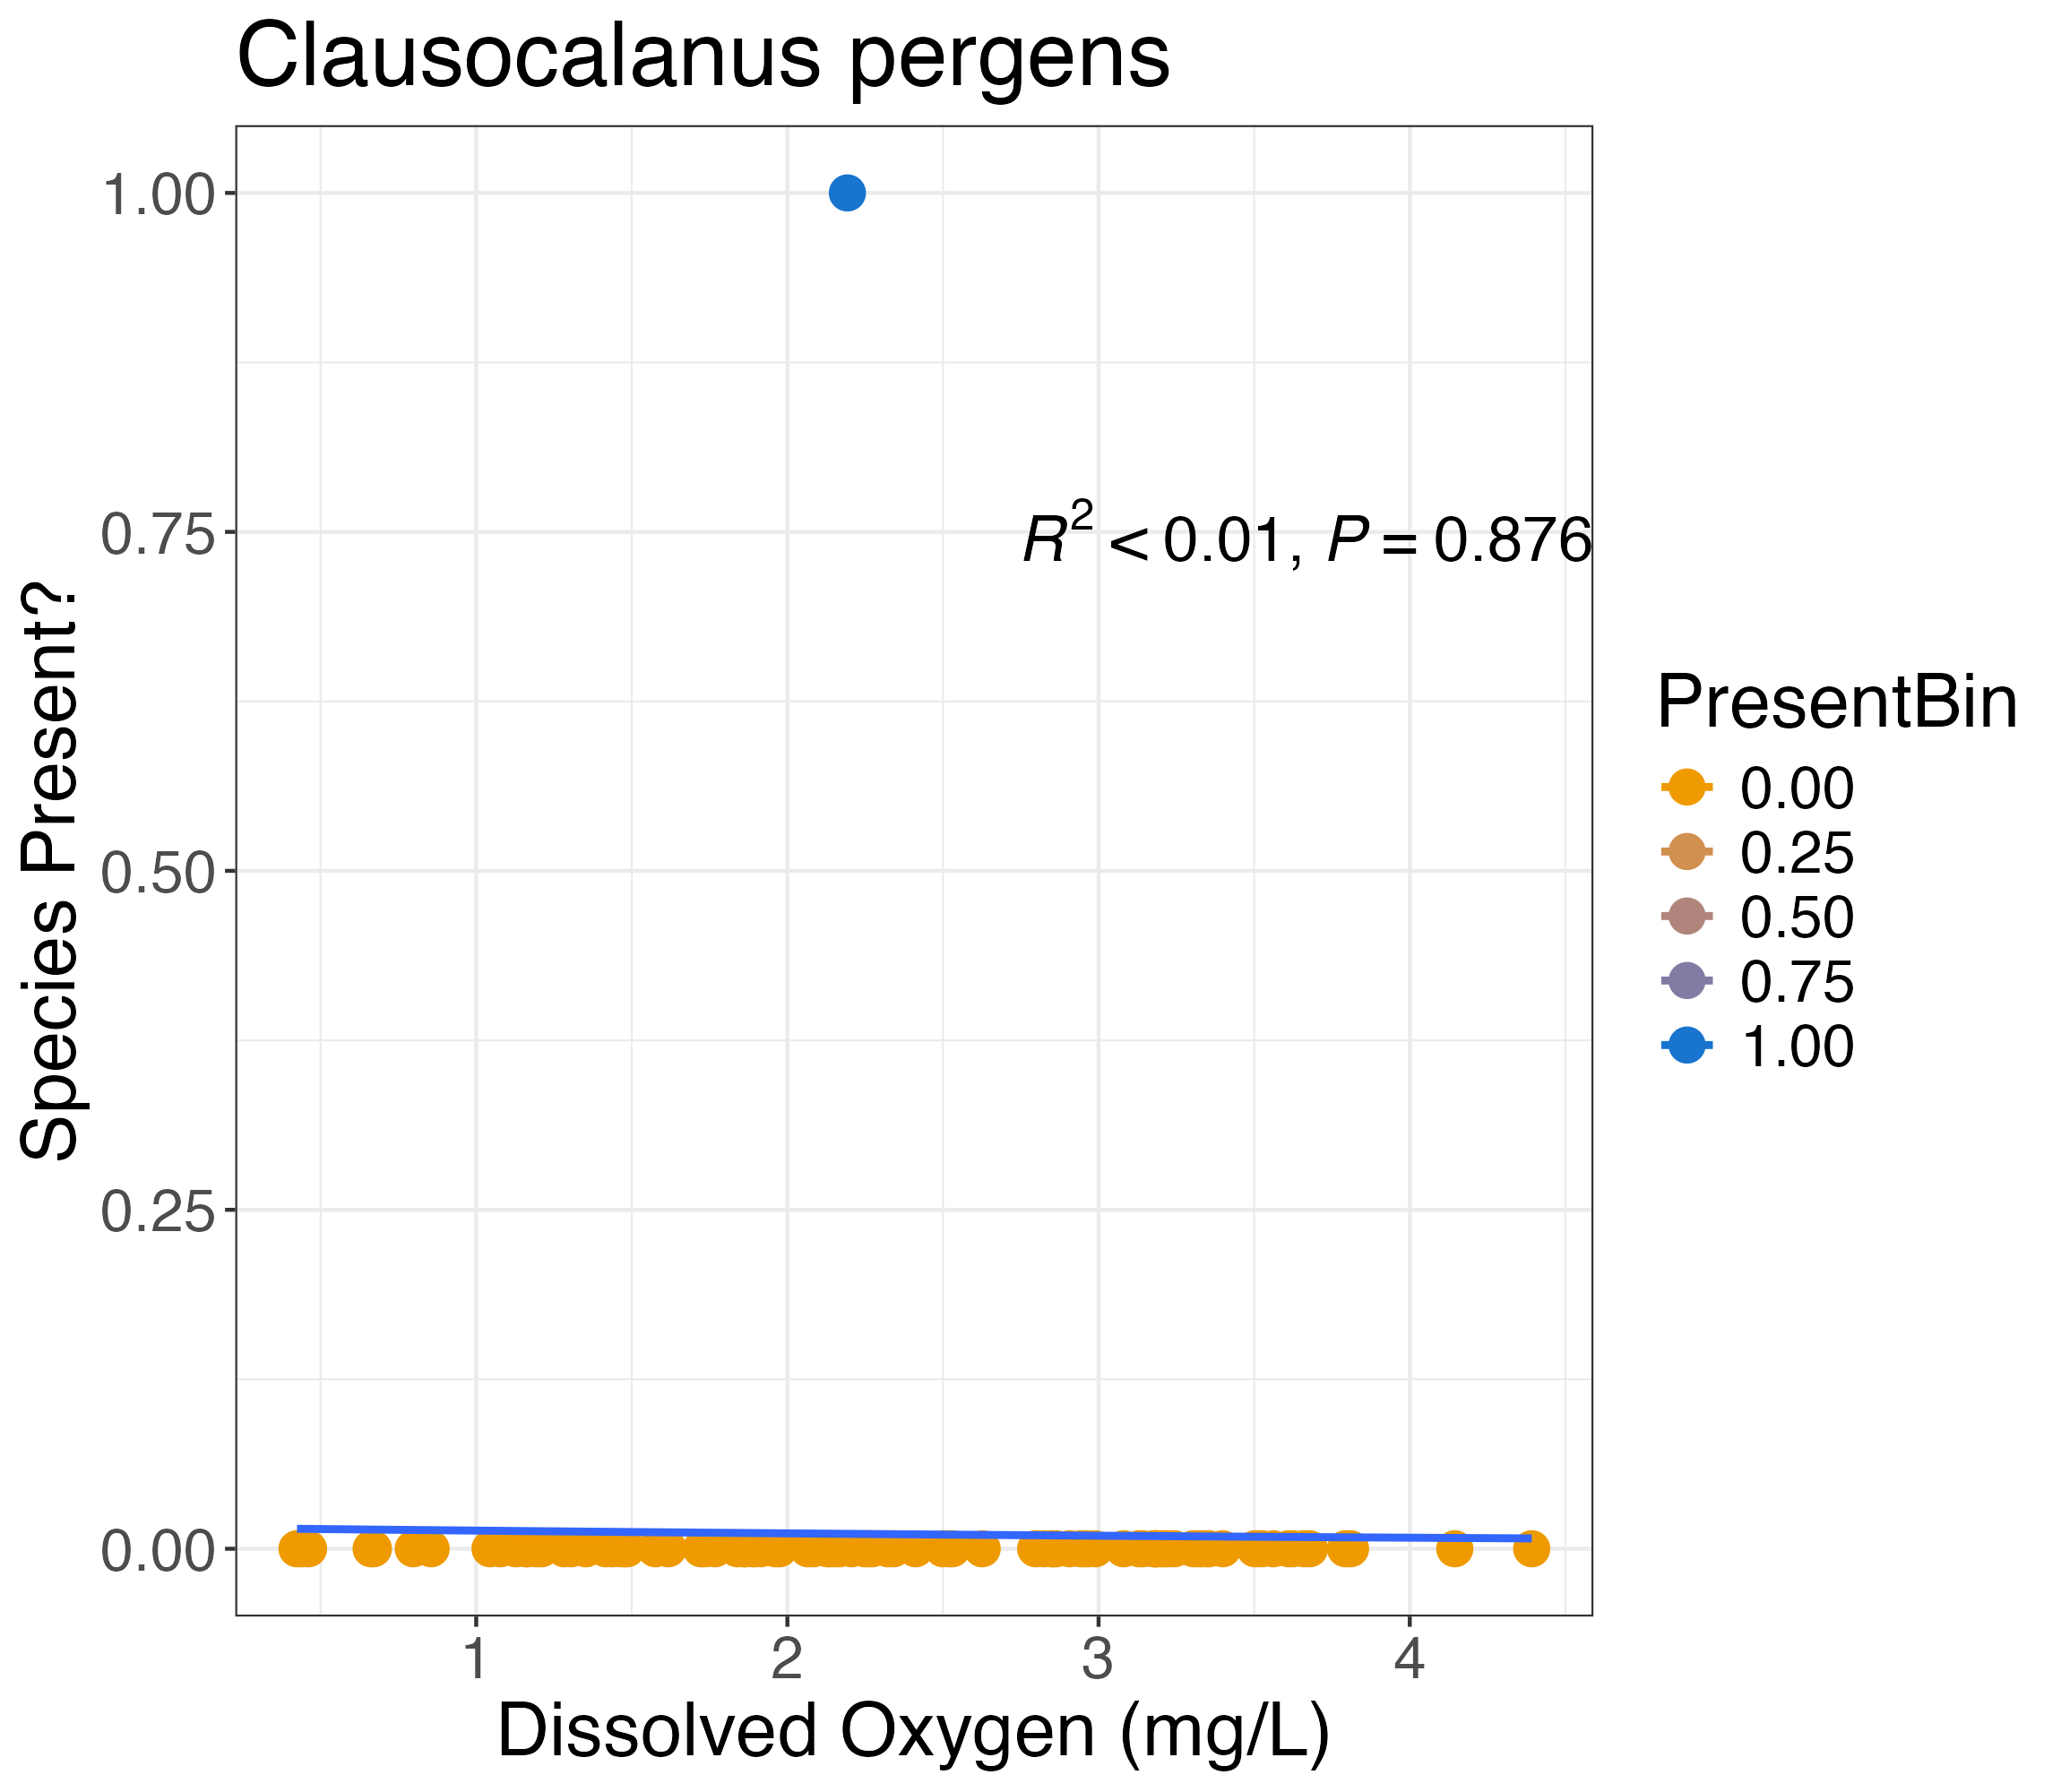 Clausocalanus pergens
1.00
0.75
0.50
0.25
0.00
Species Present?
R² < 0.01, P = 0.876
1 2 3 4
Dissolved Oxygen (mg/L)
PresentBin
0.00
0.25
0.50
0.75
1.00